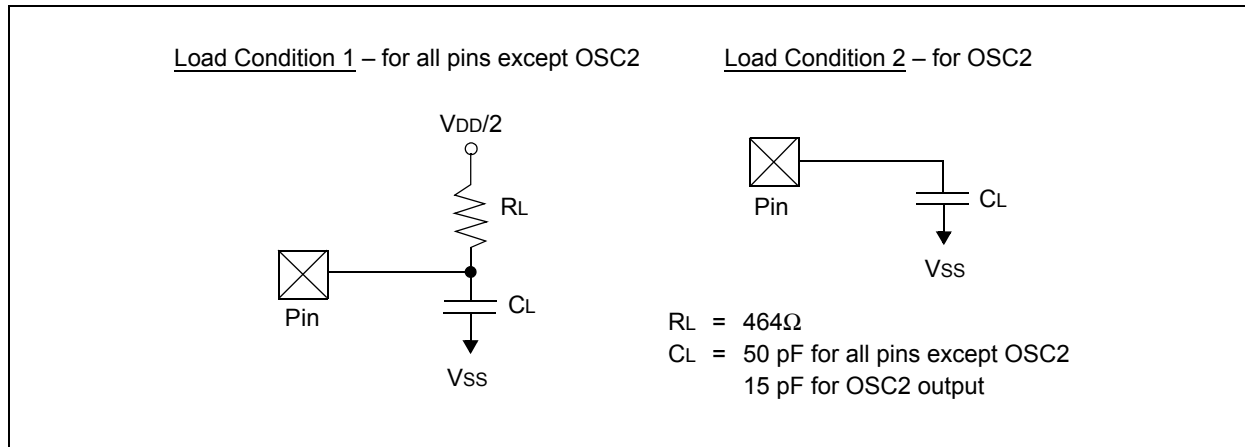 Load Condition 1 – for all pins except OSC2
VDD/2
RL
Pin
CL
VSS
Load Condition 2 – for OSC2
Pin
CL
VSS
RL = 464Ω
CL = 50 pF for all pins except OSC2
15 pF for OSC2 output